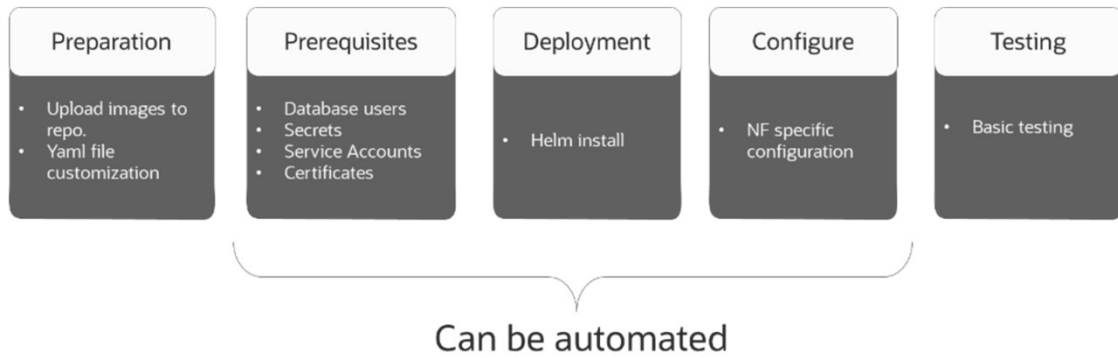 Preparation
• Upload images to
repo.
• Yaml file
customization
Prerequisites
• Database users
• Secrets
• Service Accounts
• Certificates
Deployment
• Helm install
Configure
• NF specific
configuration
Testing
• Basic testing
Can be automated